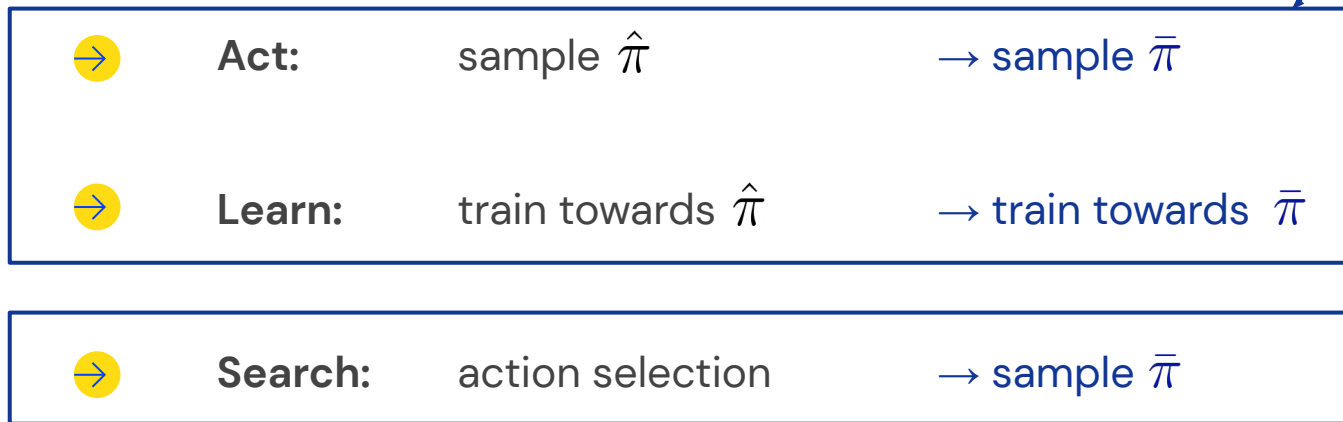 Act: sample π̂ → sample π̄
Learn: train towards π̂ → train towards π̄
Search: action selection → sample π̄